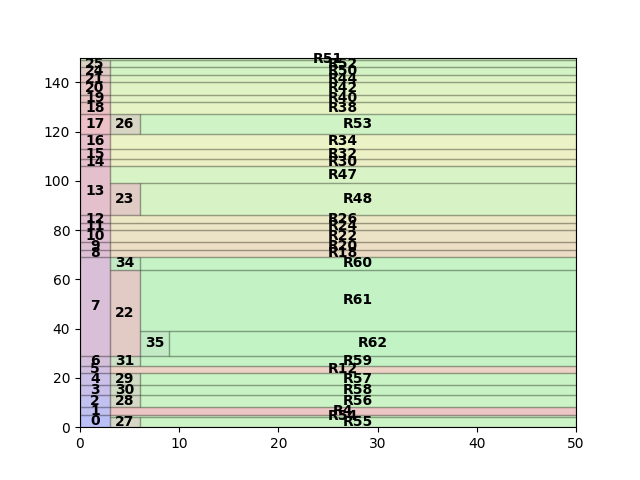 R51
25 R52
24 R50
21 R44
140
20 R42
19 R40
18 R38
17 26 R53
120
16 R34
15 R32
14 R30
R47
100
13
23 R48
12 R26
11 R24
80
10 R22
9 R20
8 R18
34 R60
60
7 22 R61
40
35 R62
6 31 R59
5 R12
20
4 29 R57
3 30 R58
2 28 R56
1 R4
R54
0 27 R55
0
0 10 20 30 40 50